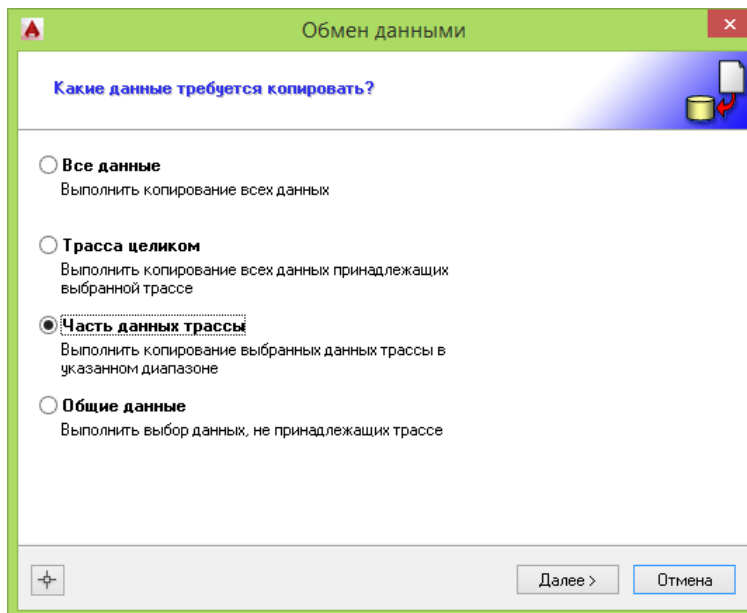 Обмен данными
Какие данные требуется копировать?
Все данные
Выполнить копирование всех данных
Трасса целиком
Выполнить копирование всех данных принадлежащих
выбранной трассе
Часть данных трассы
Выполнить копирование выбранных данных трассы в
указанном диапазоне
Общие данные
Выполнить выбор данных, не принадлежащих трассе
Далее >
Отмена